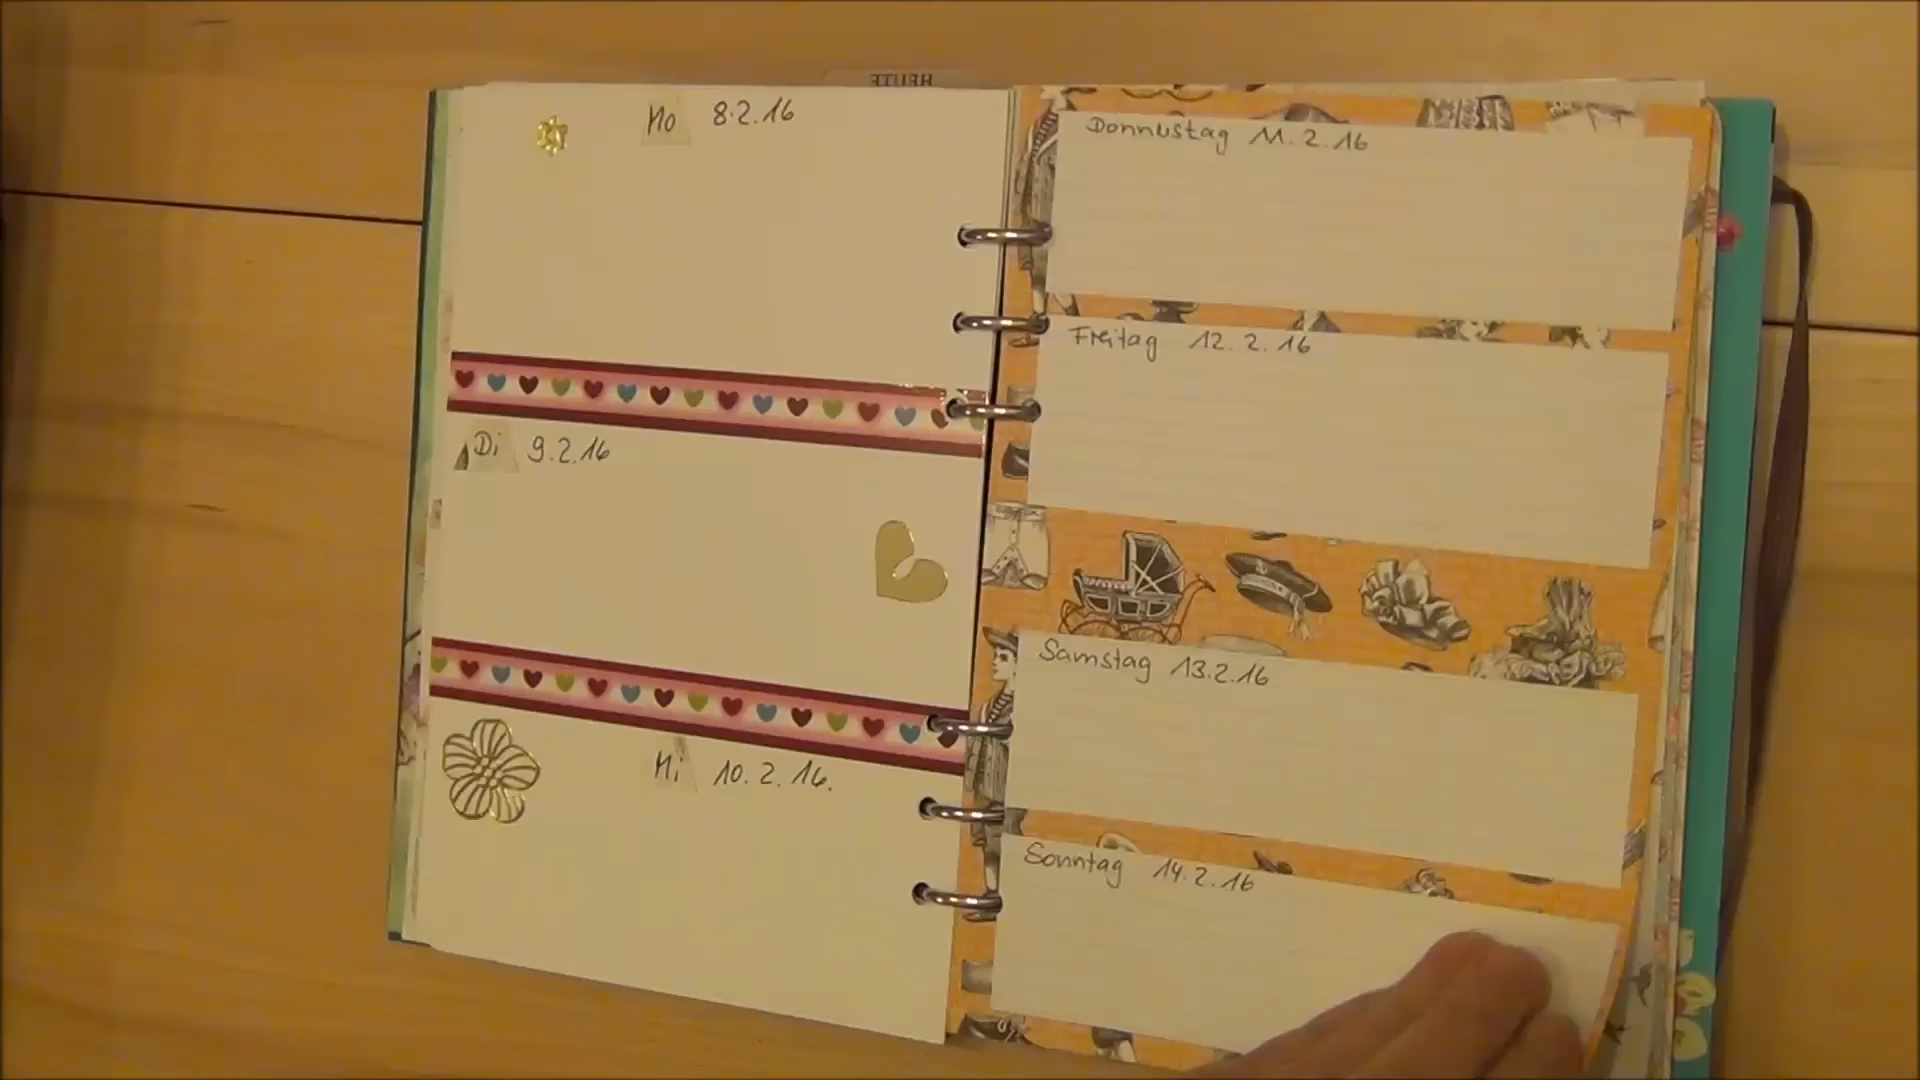 HEUTE
Mo 8.2.16
Di 9.2.16
Mi 10.2.16.
Donnerstag 11.2.16
Freitag 12.2.16
Samstag 13.2.16
Sonntag 14.2.16